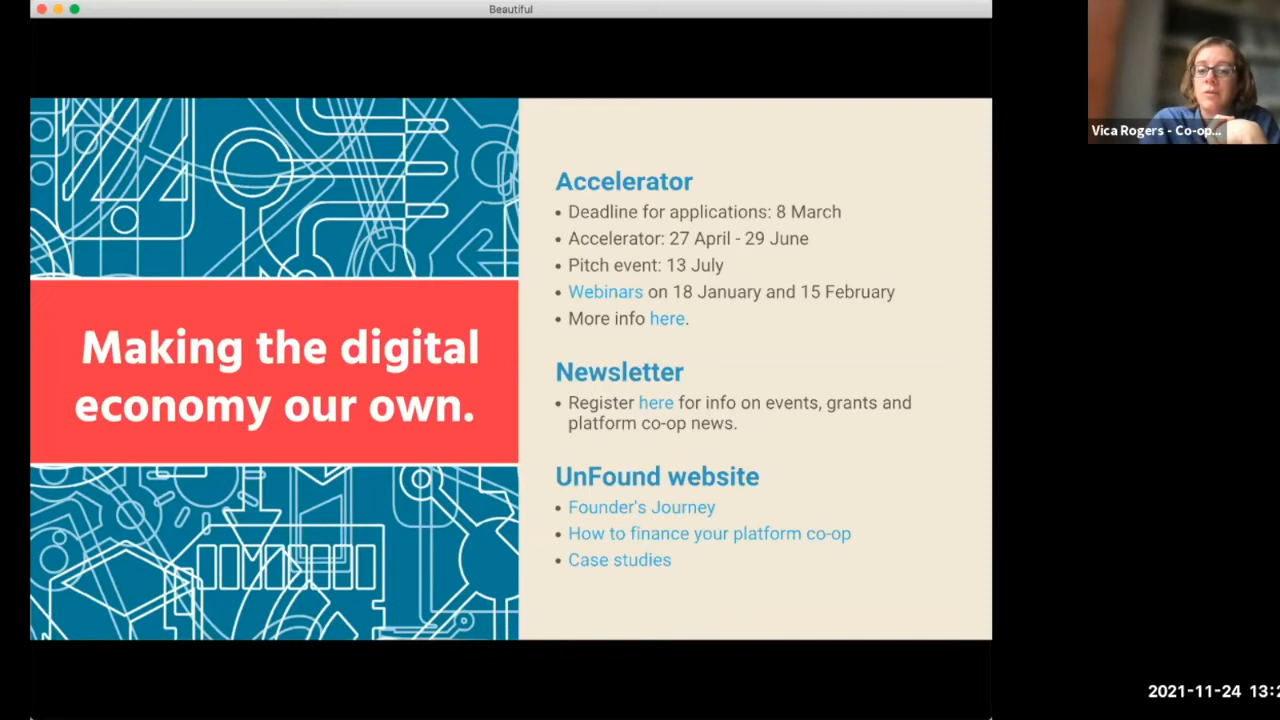 Beautiful
Vica Rogers - Co-op...
Making the digital
economy our own.
Accelerator
• Deadline for applications: 8 March
• Accelerator: 27 April - 29 June
• Pitch event: 13 July
• Webinars on 18 January and 15 February
• More info here.
Newsletter
• Register here for info on events, grants and
platform co-op news.
UnFound website
• Founder's Journey
• How to finance your platform co-op
• Case studies
2021-11-24 13:2